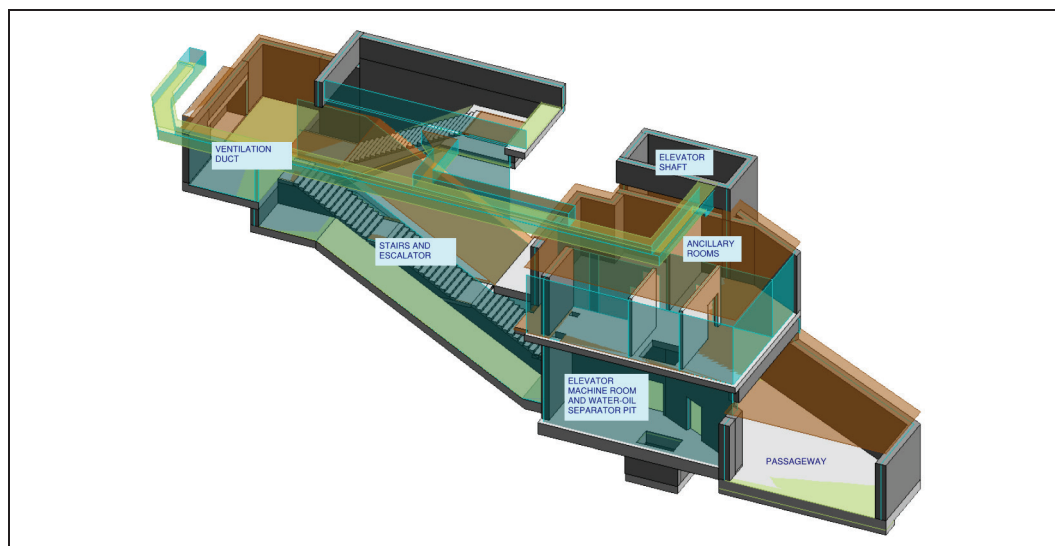 VENTILATION
DUCT
ELEVATOR
SHAFT
STAIRS AND
ESCALATOR
ANCILLARY
ROOMS
ELEVATOR
MACHINE ROOM
AND WATER-OIL
SEPARATOR PIT
PASSAGEWAY